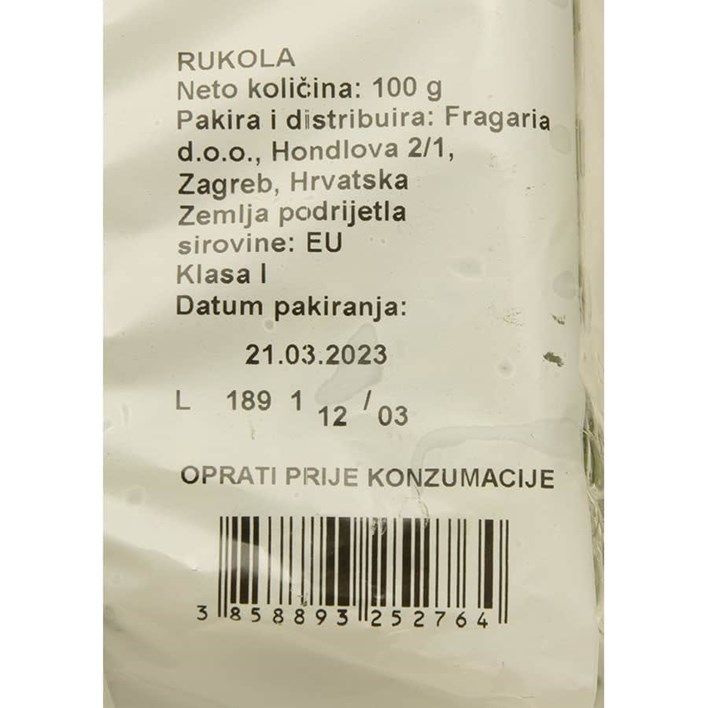 RUKOLA
Neto količina: 100 g
Pakira i distribuira: Fragaria
d.o.o., Hondlova 2/1,
Zagreb, Hrvatska
Zemlja podrijetla
sirovine: EU
Klasa I
Datum pakiranja:
21.03.2023
L 189 1 12 / 03
OPRATI PRIJE KONZUMACIJE
3 858893 252764